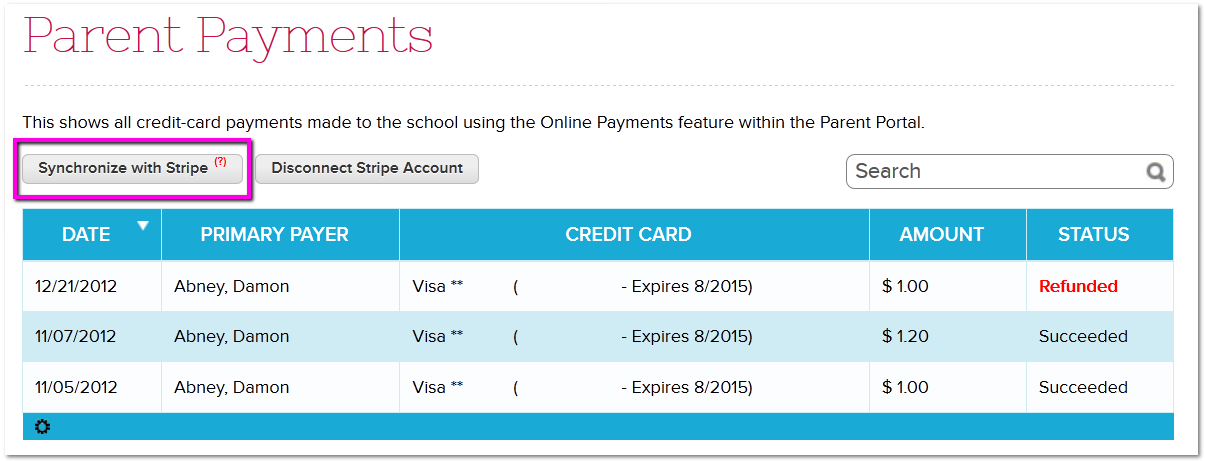 Parent Payments
This shows all credit-card payments made to the school using the Online Payments feature within the Parent Portal.
Synchronize with Stripe (?) Disconnect Stripe Account Search
DATE PRIMARY PAYER CREDIT CARD AMOUNT STATUS
12/21/2012 Abney, Damon Visa ** ( - Expires 8/2015) $ 1.00 Refunded
11/07/2012 Abney, Damon Visa ** ( - Expires 8/2015) $ 1.20 Succeeded
11/05/2012 Abney, Damon Visa ** ( - Expires 8/2015) $ 1.00 Succeeded